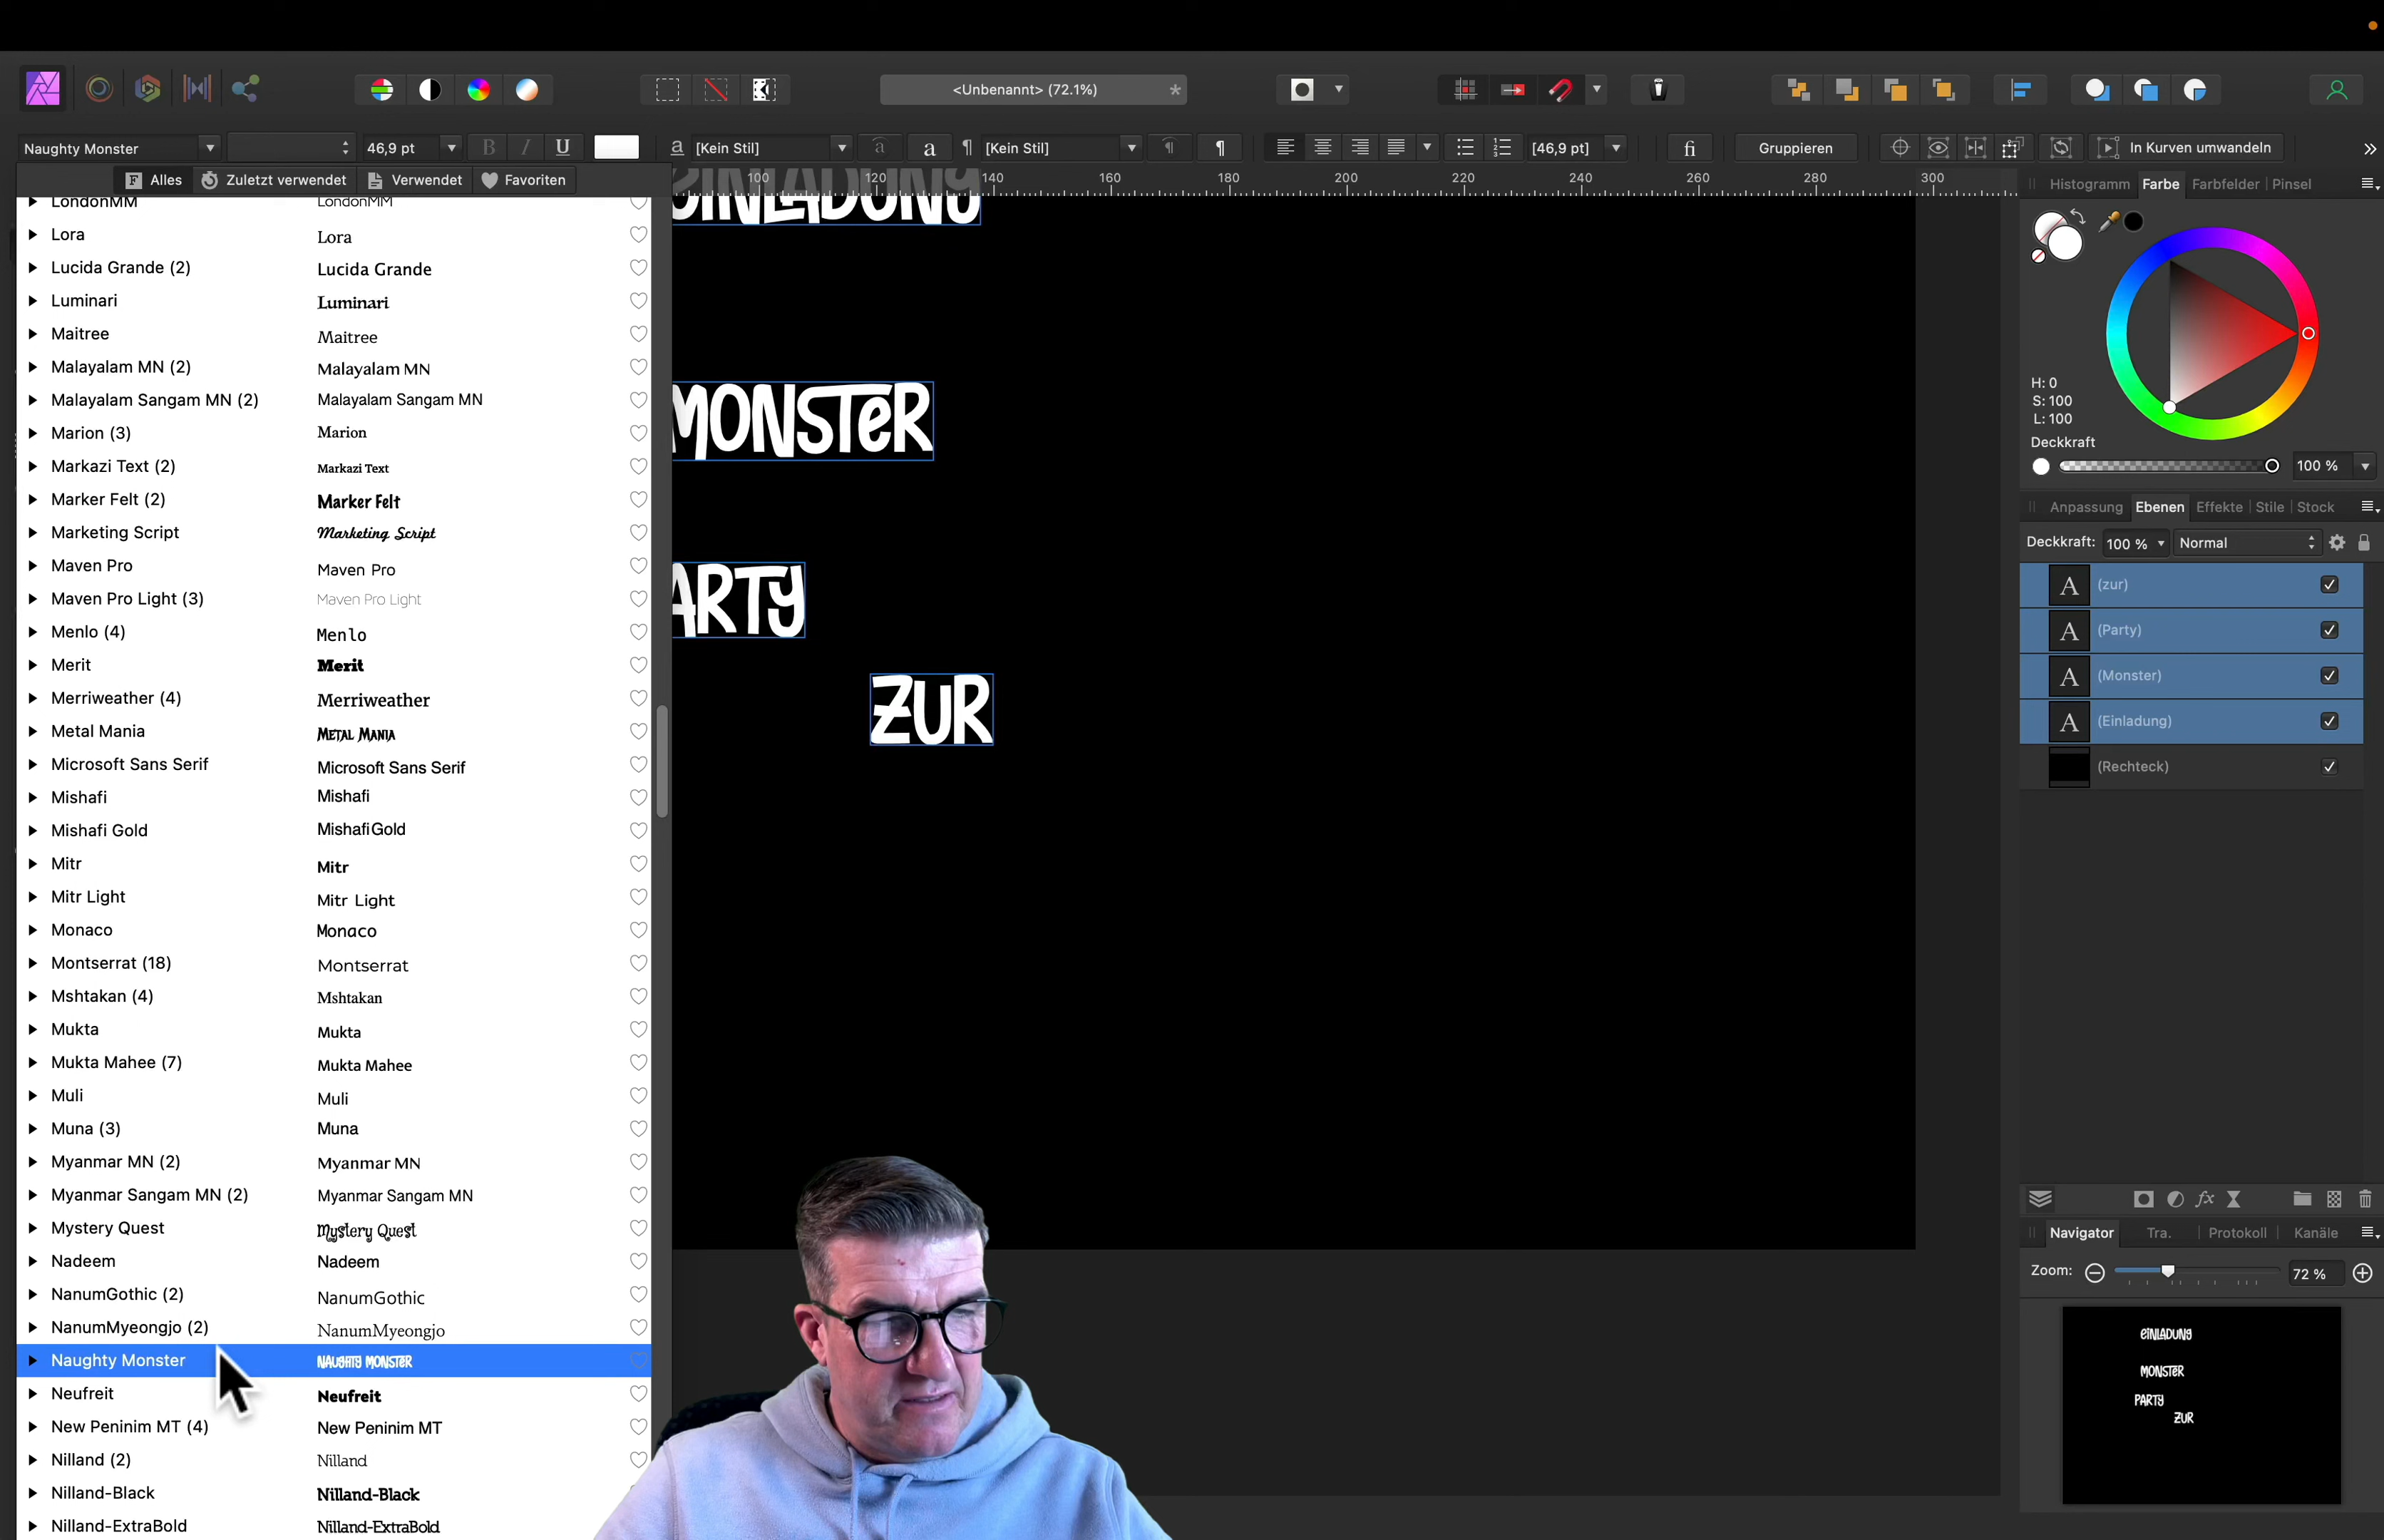 <Unbenannt> (72.1%) *
Naughty Monster 46,9 pt B I U a [Kein Stil] a a ¶ [Kein Stil] ¶ ¶ [46,9 pt] fi Gruppieren In Kurven umwandeln
F Alles Zuletzt verwendet Verwendet Favoriten
100 120 140 160 180 200 220 240 260 280 300
LondonMM LondonMM
Lora Lora
Lucida Grande (2) Lucida Grande
Luminari Luminari
Maitree Maitree
Malayalam MN (2) Malayalam MN
Malayalam Sangam MN (2) Malayalam Sangam MN
Marion (3) Marion
Markazi Text (2) Markazi Text
Marker Felt (2) Marker Felt
Marketing Script Marketing Script
Maven Pro Maven Pro
Maven Pro Light (3) Maven Pro Light
Menlo (4) Menlo
Merit Merit
Merriweather (4) Merriweather
Metal Mania Metal Mania
Microsoft Sans Serif Microsoft Sans Serif
Mishafi Mishafi
Mishafi Gold Mishafi Gold
Mitr Mitr
Mitr Light Mitr Light
Monaco Monaco
Montserrat (18) Montserrat
Mshtakan (4) Mshtakan
Mukta Mukta
Mukta Mahee (7) Mukta Mahee
Muli Muli
Muna (3) Muna
Myanmar MN (2) Myanmar MN
Myanmar Sangam MN (2) Myanmar Sangam MN
Mystery Quest Mystery Quest
Nadeem Nadeem
NanumGothic (2) NanumGothic
NanumMyeongjo (2) NanumMyeongjo
Naughty Monster NAUGHTY MONSTeR
Neufreit Neufreit
New Peninim MT (4) New Peninim MT
Nilland (2) Nilland
Nilland-Black Nilland-Black
Nilland-ExtraBold Nilland-ExtraBold
eiNLADUNG
MONSTeR
ARTY
ZUR
Histogramm Farbe Farbfelder Pinsel
H: 0
S: 100
L: 100
Deckkraft
100 %
Anpassung Ebenen Effekte Stile Stock
Deckkraft: 100 % Normal
A (zur)
A (Party)
A (Monster)
A (Einladung)
(Rechteck)
fx
Navigator Tra. Protokoll Kanäle
Zoom: 72 %
eiNLADUNG
MONSTeR
PARTY
ZUR